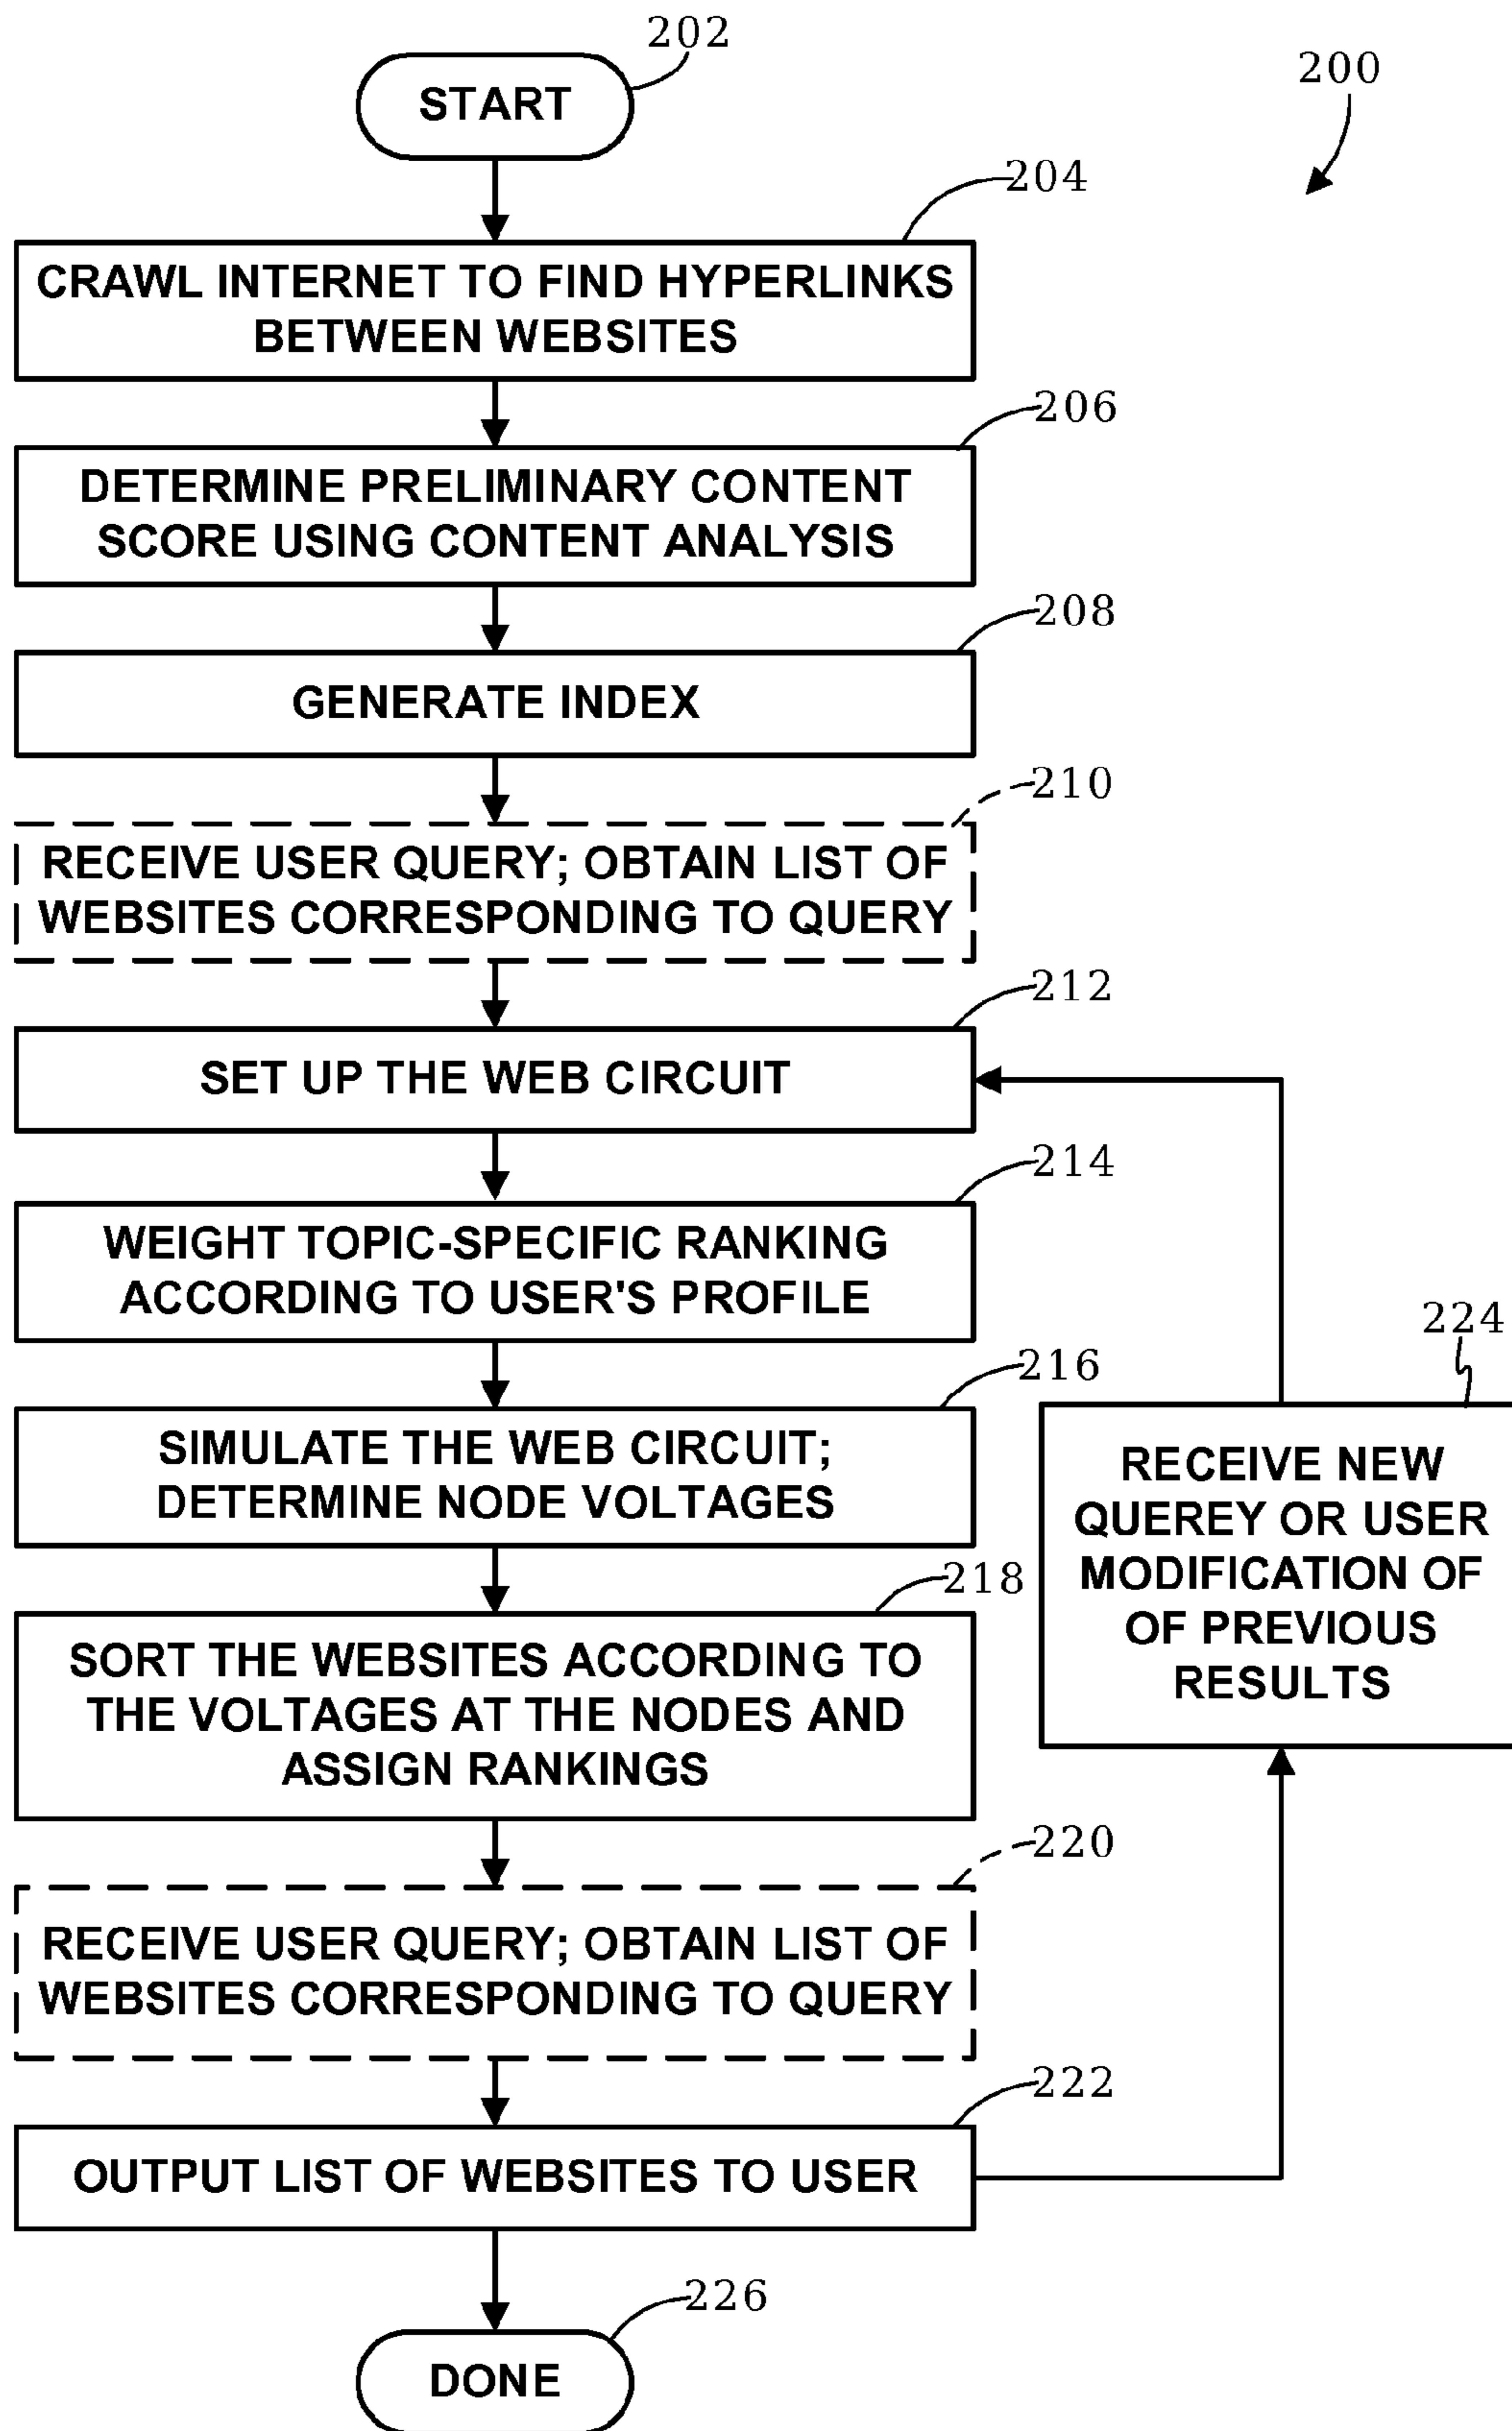 202
START
200
204
CRAWL INTERNET TO FIND HYPERLINKS
BETWEEN WEBSITES
206
DETERMINE PRELIMINARY CONTENT
SCORE USING CONTENT ANALYSIS
208
GENERATE INDEX
210
RECEIVE USER QUERY; OBTAIN LIST OF
WEBSITES CORRESPONDING TO QUERY
212
SET UP THE WEB CIRCUIT
214
WEIGHT TOPIC-SPECIFIC RANKING
ACCORDING TO USER'S PROFILE
216
SIMULATE THE WEB CIRCUIT;
DETERMINE NODE VOLTAGES
218
SORT THE WEBSITES ACCORDING TO
THE VOLTAGES AT THE NODES AND
ASSIGN RANKINGS
220
RECEIVE USER QUERY; OBTAIN LIST OF
WEBSITES CORRESPONDING TO QUERY
222
OUTPUT LIST OF WEBSITES TO USER
224
RECEIVE NEW
QUEREY OR USER
MODIFICATION OF
OF PREVIOUS
RESULTS
226
DONE